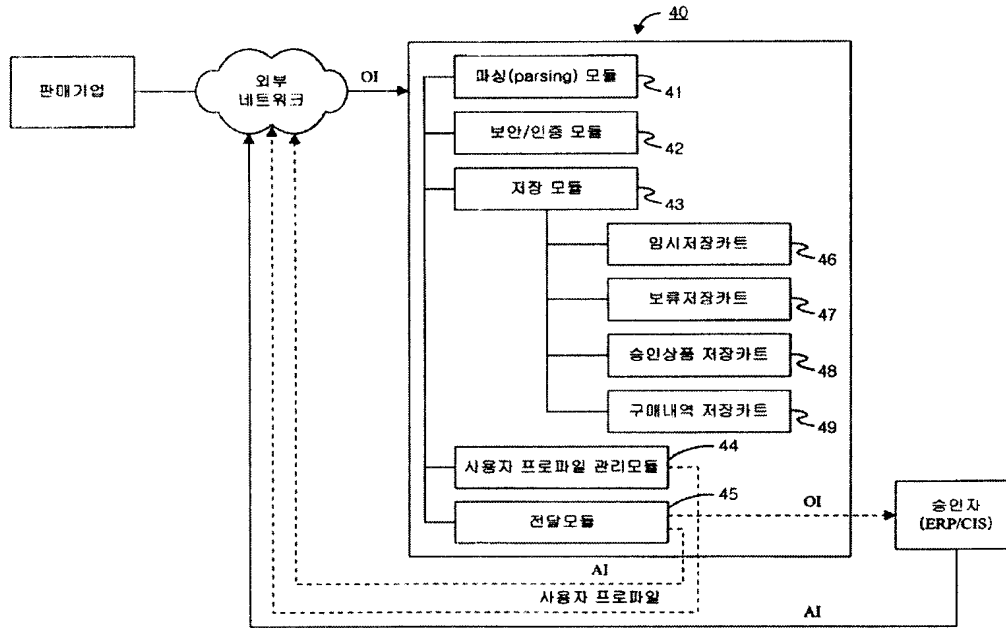 40
판매기업
외부
네트워크
OI
파싱(parsing) 모듈
41
보안/인증 모듈
42
저장 모듈
43
임시저장카트
46
보류저장카트
47
승인상품 저장카트
48
구매내역 저장카트
49
사용자 프로파일 관리모듈
44
전달모듈
45
OI
승인자
(ERP/CIS)
AI
사용자 프로파일
AI